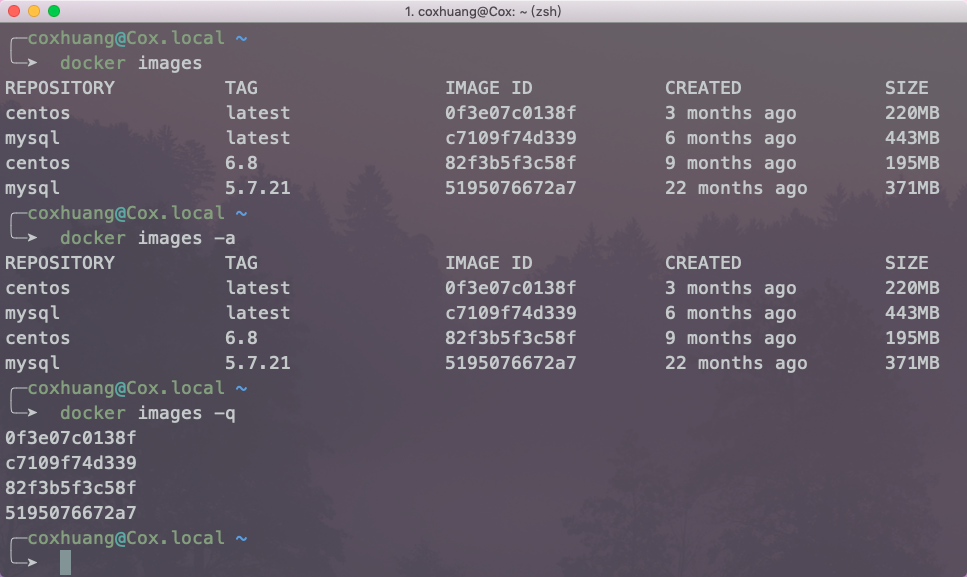 1. coxhuang@Cox: ~ (zsh)
╭─coxhuang@Cox.local ~
╰─➤ docker images
REPOSITORY TAG IMAGE ID CREATED SIZE
centos latest 0f3e07c0138f 3 months ago 220MB
mysql latest c7109f74d339 6 months ago 443MB
centos 6.8 82f3b5f3c58f 9 months ago 195MB
mysql 5.7.21 5195076672a7 22 months ago 371MB
╭─coxhuang@Cox.local ~
╰─➤ docker images -a
REPOSITORY TAG IMAGE ID CREATED SIZE
centos latest 0f3e07c0138f 3 months ago 220MB
mysql latest c7109f74d339 6 months ago 443MB
centos 6.8 82f3b5f3c58f 9 months ago 195MB
mysql 5.7.21 5195076672a7 22 months ago 371MB
╭─coxhuang@Cox.local ~
╰─➤ docker images -q
0f3e07c0138f
c7109f74d339
82f3b5f3c58f
5195076672a7
╭─coxhuang@Cox.local ~
╰─➤